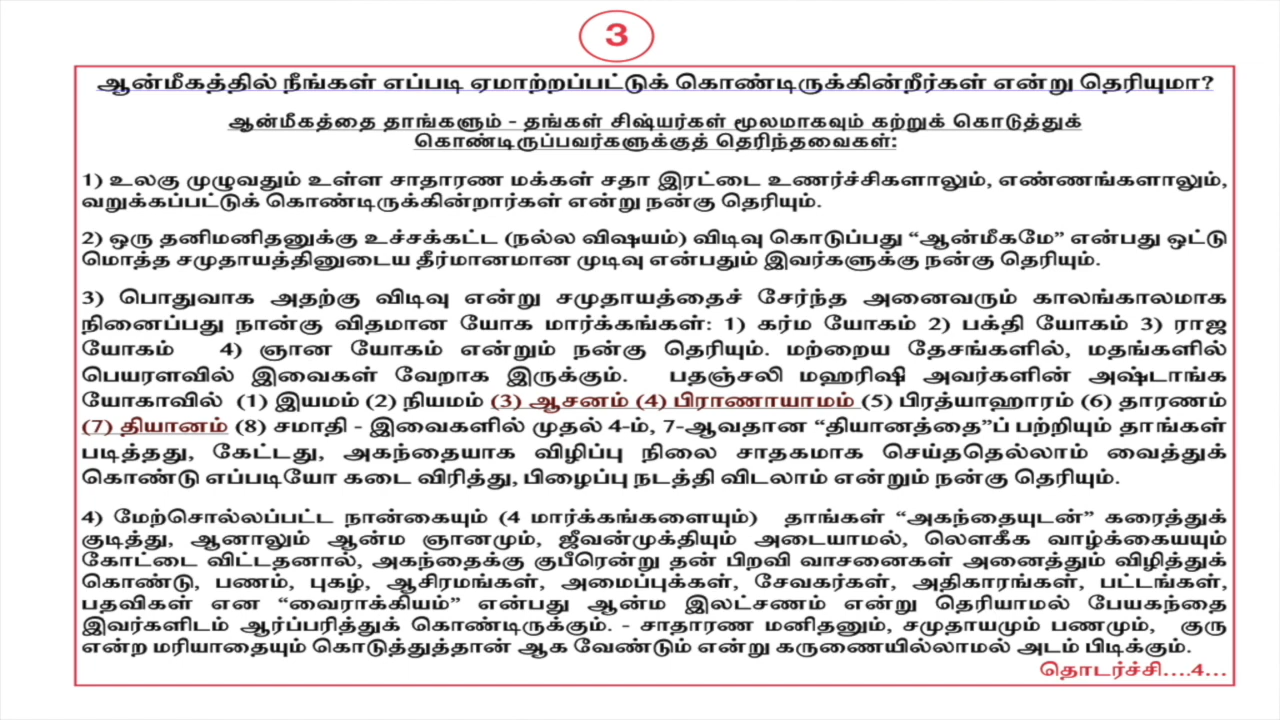 3
ஆன்மீகத்தில் நீங்கள் எப்படி ஏமாற்றப்பட்டுக் கொண்டிருக்கின்றீர்கள் என்று தெரியுமா?
ஆன்மீகத்தை தாங்களும் - தங்கள் சிஷ்யர்கள் மூலமாகவும் கற்றுக் கொடுத்துக்
கொண்டிருப்பவர்களுக்குத் தெரிந்தவைகள்:
1) உலகு முழுவதும் உள்ள சாதாரண மக்கள் சதா இரட்டை உணர்ச்சிகளாலும், எண்ணங்களாலும்,
வறுக்கப்பட்டுக் கொண்டிருக்கின்றார்கள் என்று நன்கு தெரியும்.
2) ஒரு தனிமனிதனுக்கு உச்சக்கட்ட (நல்ல விஷயம்) விடிவு கொடுப்பது “ஆன்மீகமே” என்பது ஒட்டு
மொத்த சமுதாயத்தினுடைய தீர்மானமான முடிவு என்பதும் இவர்களுக்கு நன்கு தெரியும்.
3) பொதுவாக அதற்கு விடிவு என்று சமுதாயத்தைச் சேர்ந்த அனைவரும் காலங்காலமாக
நினைப்பது நான்கு விதமான யோக மார்க்கங்கள்: 1) கர்ம யோகம் 2) பக்தி யோகம் 3) ராஜ
யோகம் 4) ஞான யோகம் என்றும் நன்கு தெரியும். மற்றைய தேசங்களில், மதங்களில்
பெயரளவில் இவைகள் வேறாக இருக்கும். பதஞ்சலி மஹரிஷி அவர்களின் அஷ்டாங்க
யோகாவில் (1) இயமம் (2) நியமம் (3) ஆசனம் (4) பிராணாயாமம் (5) பிரத்யாஹாரம் (6) தாரணம்
(7) தியானம் (8) சமாதி - இவைகளில் முதல் 4-ம், 7-ஆவதான “தியானத்தை”ப் பற்றியும் தாங்கள்
படித்தது, கேட்டது, அகந்தையாக விழிப்பு நிலை சாதகமாக செய்ததெல்லாம் வைத்துக்
கொண்டு எப்படியோ கடை விரித்து, பிழைப்பு நடத்தி விடலாம் என்றும் நன்கு தெரியும்.
4) மேற்சொல்லப்பட்ட நான்கையும் (4 மார்க்கங்களையும்) தாங்கள் “அகந்தையுடன்” கரைத்துக்
குடித்து, ஆனாலும் ஆன்ம ஞானமும், ஜீவன்முக்தியும் அடையாமல், லௌகீக வாழ்க்கையையும்
கோட்டை விட்டதனால், அகந்தைக்கு குபீரென்று தன் பிறவி வாசனைகள் அனைத்தும் விழித்துக்
கொண்டு, பணம், புகழ், ஆசிரமங்கள், அமைப்புக்கள், சேவகர்கள், அதிகாரங்கள், பட்டங்கள்,
பதவிகள் என “வைராக்கியம்” என்பது ஆன்ம இலட்சணம் என்று தெரியாமல் பேயகந்தை
இவர்களிடம் ஆர்ப்பரித்துக் கொண்டிருக்கும். - சாதாரண மனிதனும், சமுதாயமும் பணமும், குரு
என்ற மரியாதையும் கொடுத்துத்தான் ஆக வேண்டும் என்று கருணையில்லாமல் அடம் பிடிக்கும்.
தொடர்ச்சி....4...